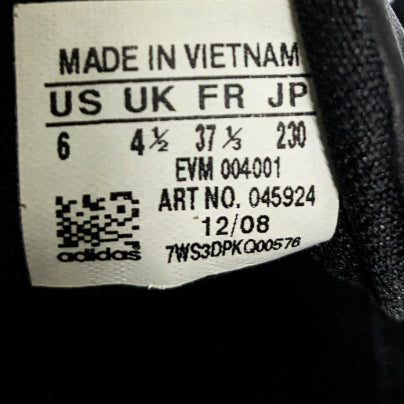 MADE IN VIETNAM
US UK FR JP
6 4½ 37⅓ 230
EVM 004001
ART NO. 045924
12/08
adidas 7WS3DPKQ00576